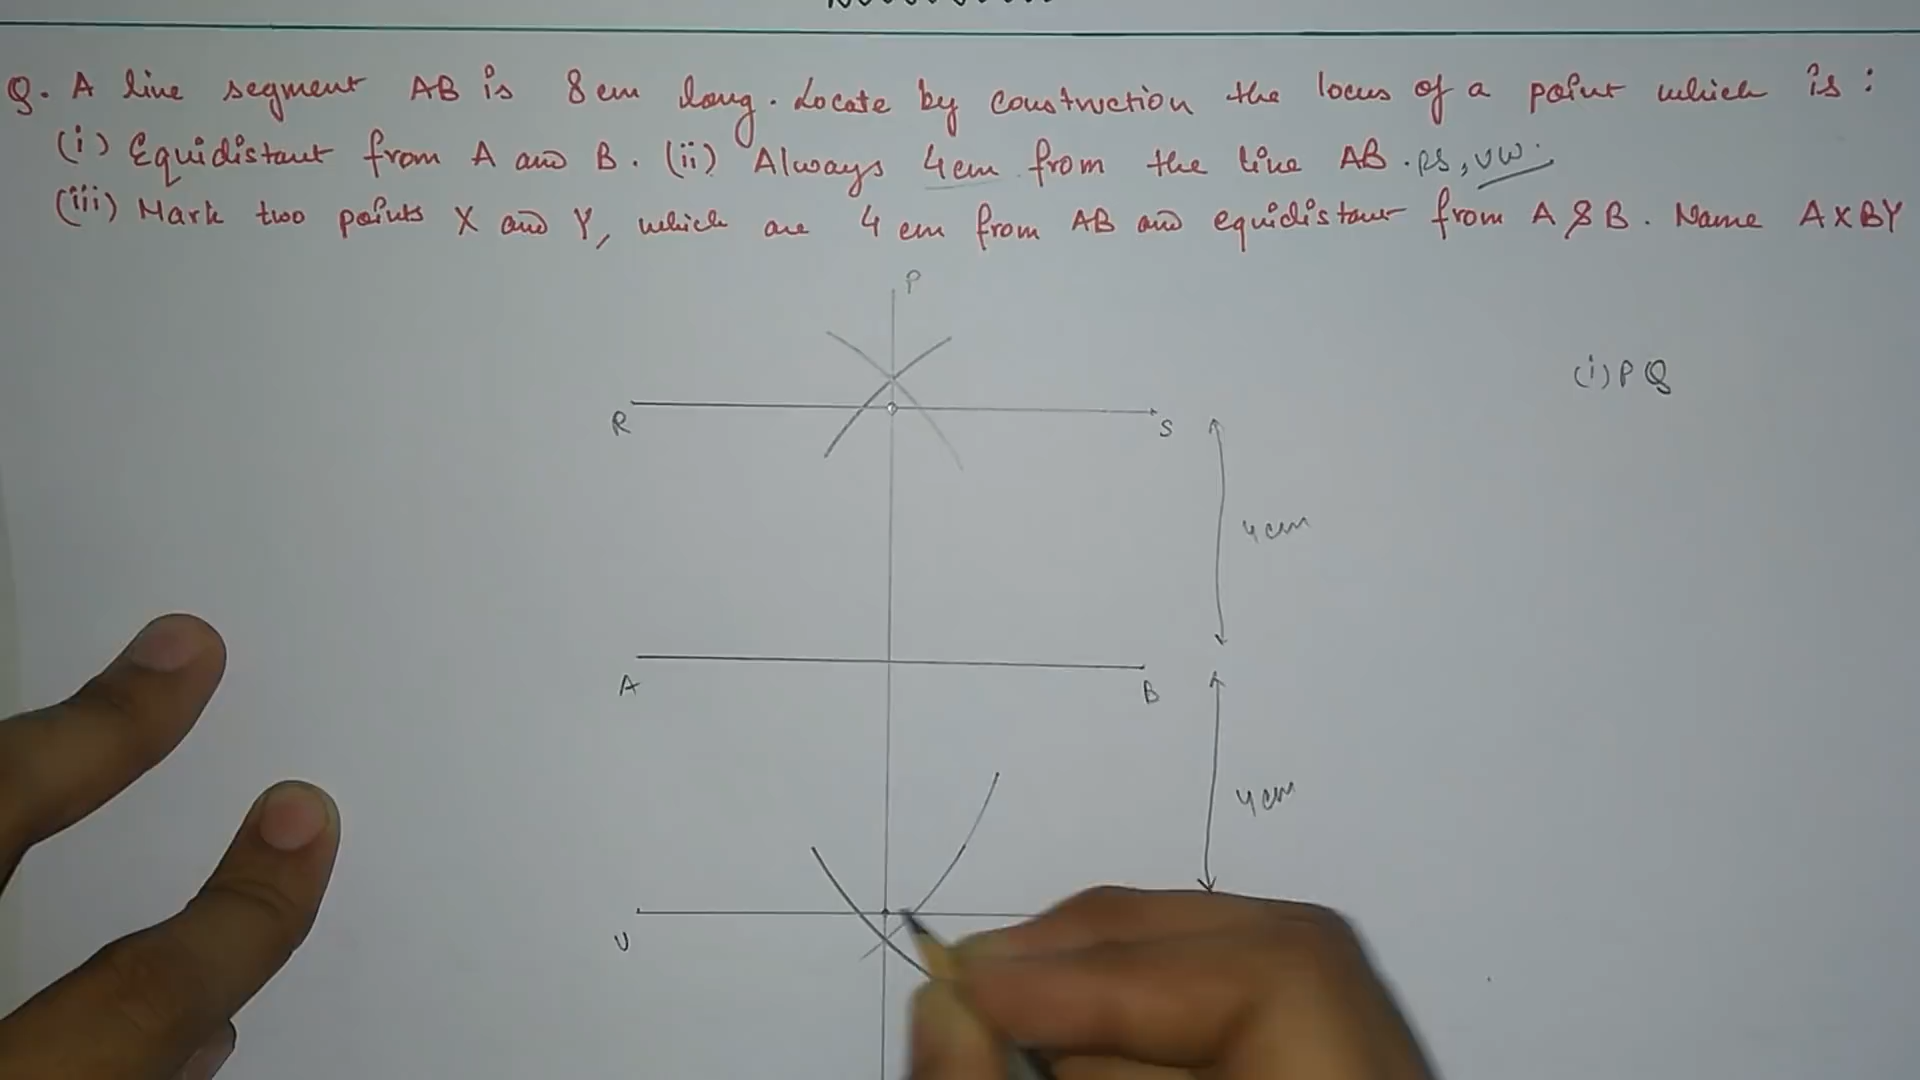 Q. A line segment AB is 8 cm long. Locate by construction the locus of a point which is :
(i) Equidistant from A and B. (ii) Always 4 cm from the line AB. RS, UW.
(iii) Mark two points X and Y, which are 4 cm from AB and equidistant from A & B. Name AXBY
P
(i) PQ
R
S
4 cm
A
B
4 cm
U